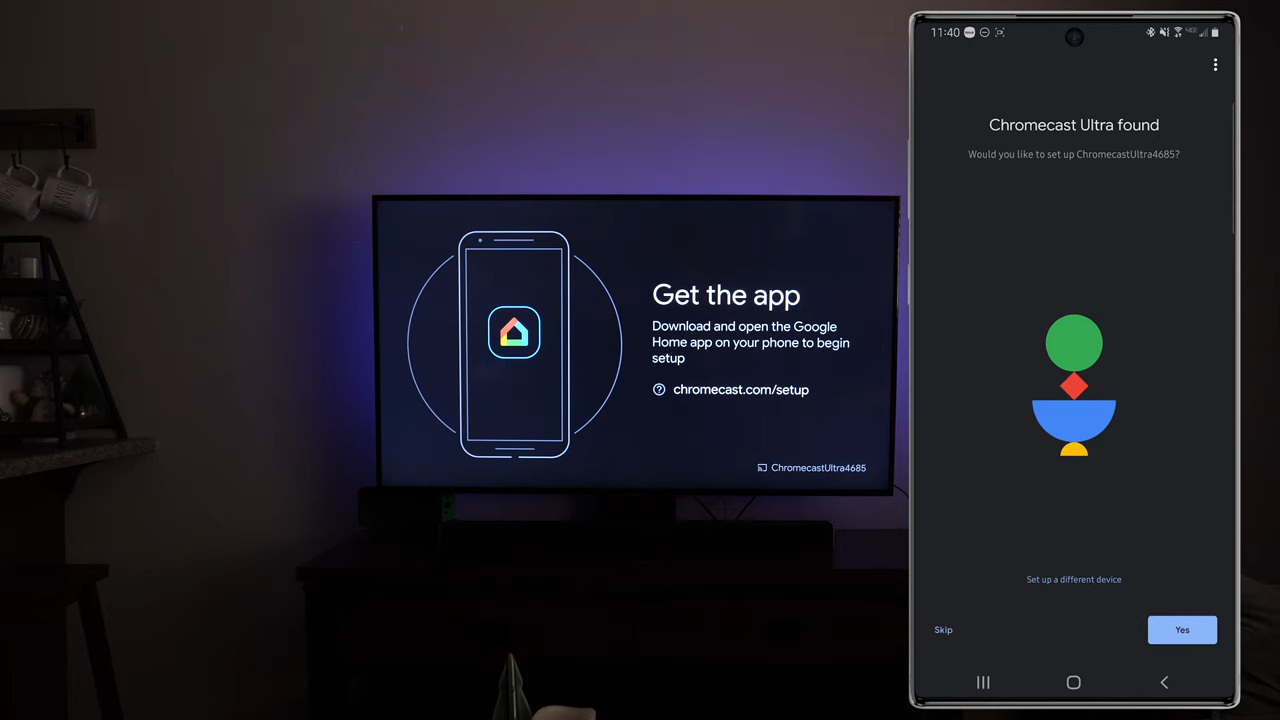 Get the app
Download and open the Google
Home app on your phone to begin
setup
chromecast.com/setup
ChromecastUltra4685
11:40
Chromecast Ultra found
Would you like to set up ChromecastUltra4685?
Set up a different device
Skip
Yes